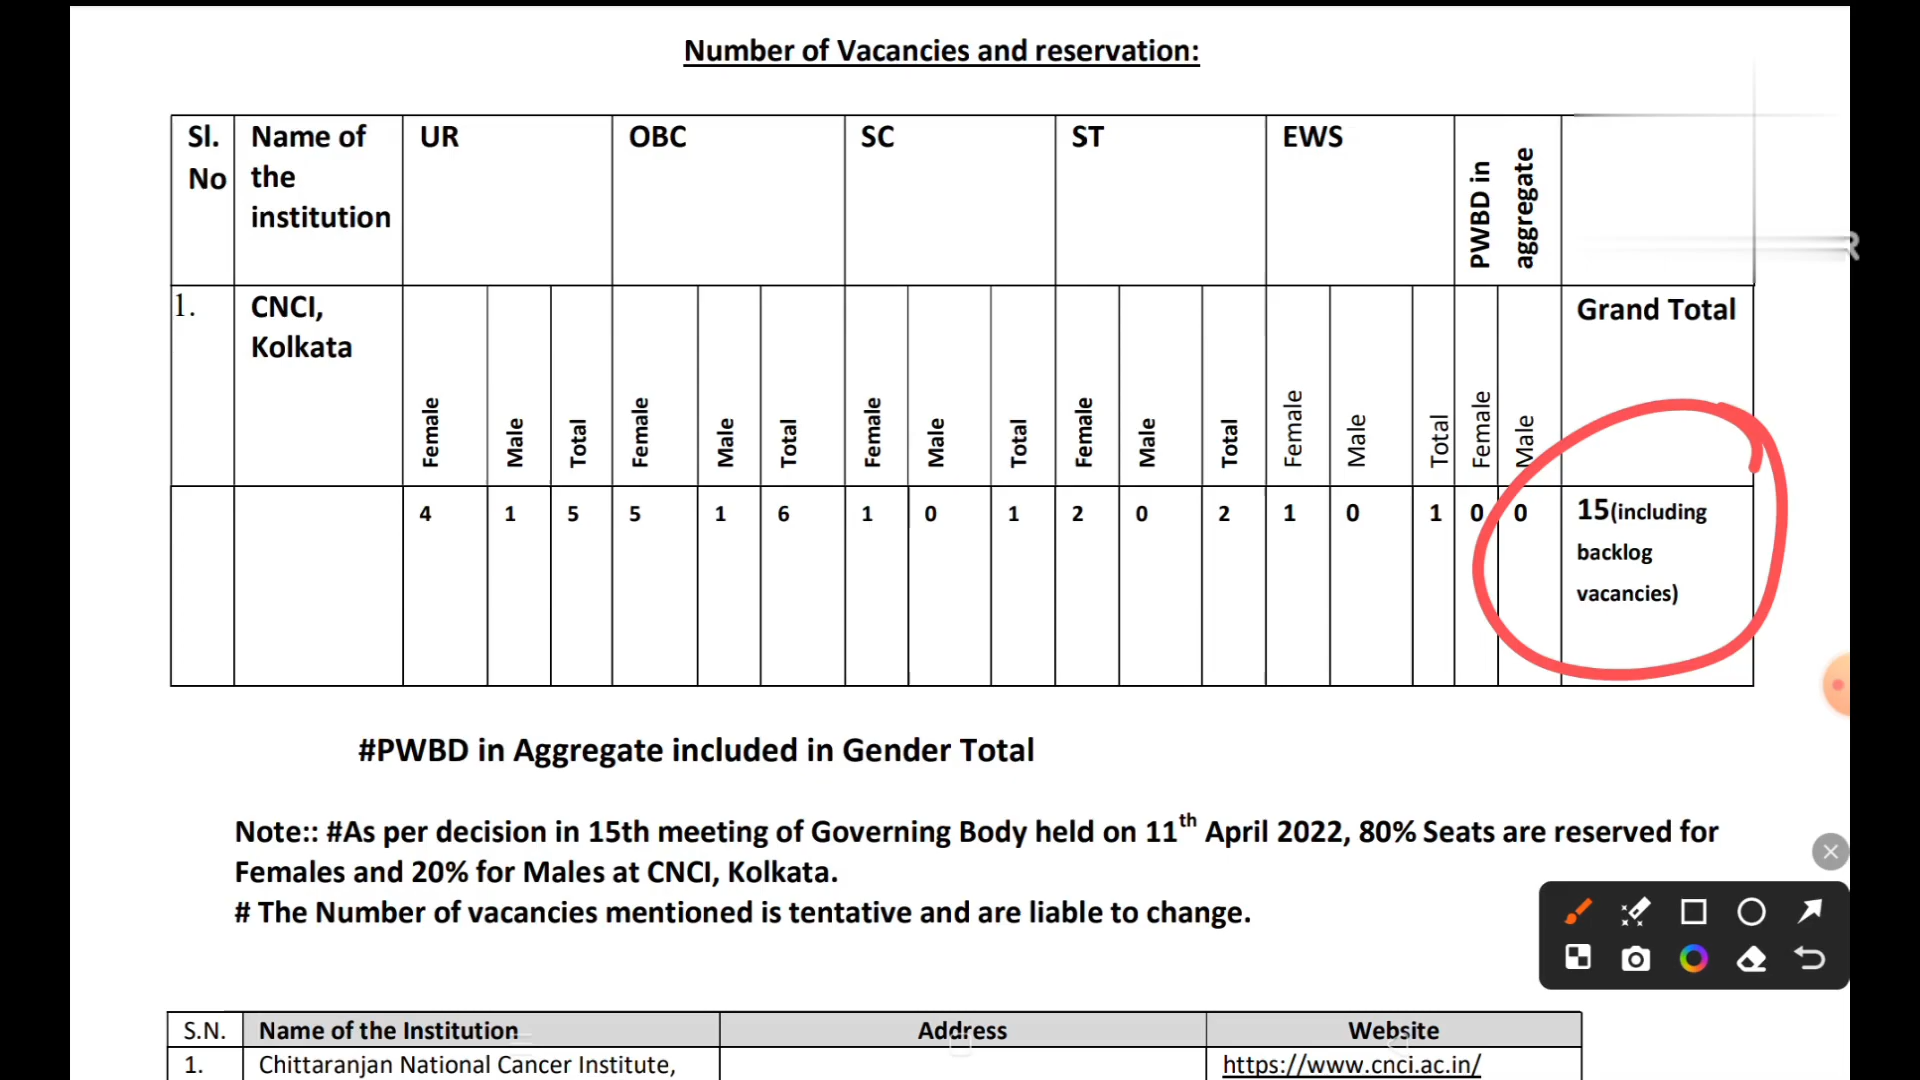 Number of Vacancies and reservation:
Sl. No
Name of the institution
UR
OBC
SC
ST
EWS
PWBD in aggregate
1.
CNCI, Kolkata
Female
Male
Total
Female
Male
Total
Female
Male
Total
Female
Male
Total
Female
Male
Total
Female
Male
Grand Total
4 1 5 5 1 6 1 0 1 2 0 2 1 0 1 0 0
15(including
backlog
vacancies)
#PWBD in Aggregate included in Gender Total
Note:: #As per decision in 15th meeting of Governing Body held on 11th April 2022, 80% Seats are reserved for
Females and 20% for Males at CNCI, Kolkata.
# The Number of vacancies mentioned is tentative and are liable to change.
S.N. Name of the Institution Address Website
1. Chittaranjan National Cancer Institute, https://www.cnci.ac.in/